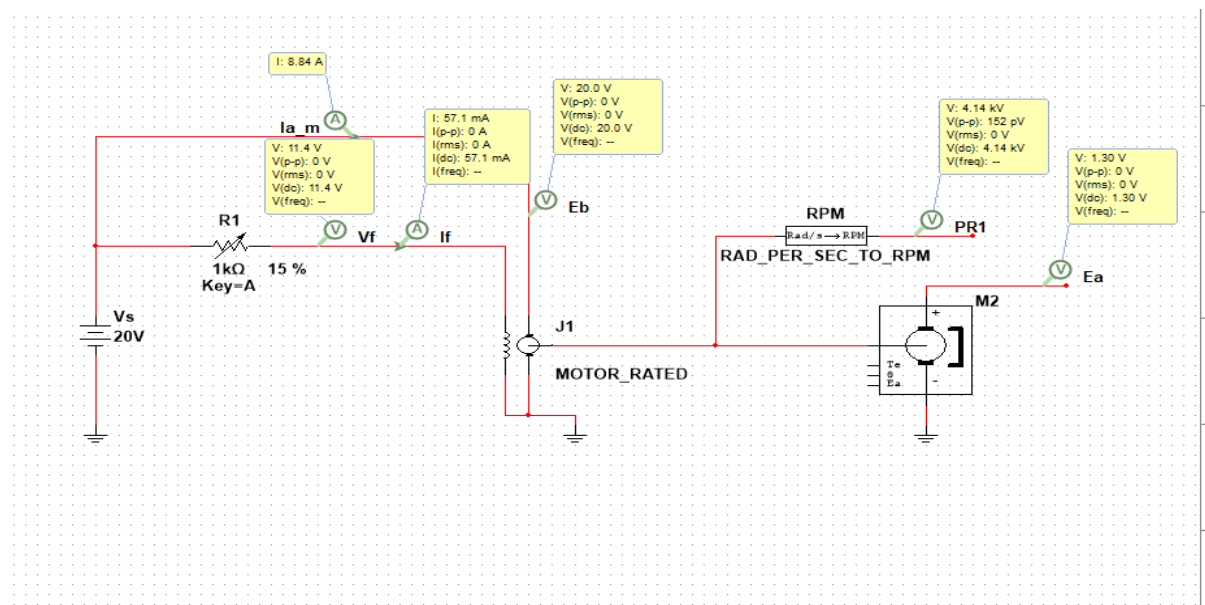 I: 8.84 A
Ia_m
A
V: 11.4 V
V(p-p): 0 V
V(rms): 0 V
V(dc): 11.4 V
V(freq): --
I: 57.1 mA
I(p-p): 0 A
I(rms): 0 A
I(dc): 57.1 mA
I(freq): --
V: 20.0 V
V(p-p): 0 V
V(rms): 0 V
V(dc): 20.0 V
V(freq): --
V
Eb
V: 4.14 kV
V(p-p): 152 pV
V(rms): 0 V
V(dc): 4.14 kV
V(freq): --
V: 1.30 V
V(p-p): 0 V
V(rms): 0 V
V(dc): 1.30 V
V(freq): --
R1
V
Vf
A
If
1kΩ 15 %
Key=A
RPM
Rad/s→RPM
V
PR1
RAD_PER_SEC_TO_RPM
V
Ea
M2
Vs
20V
J1
MOTOR_RATED
+
Te
Ea
-